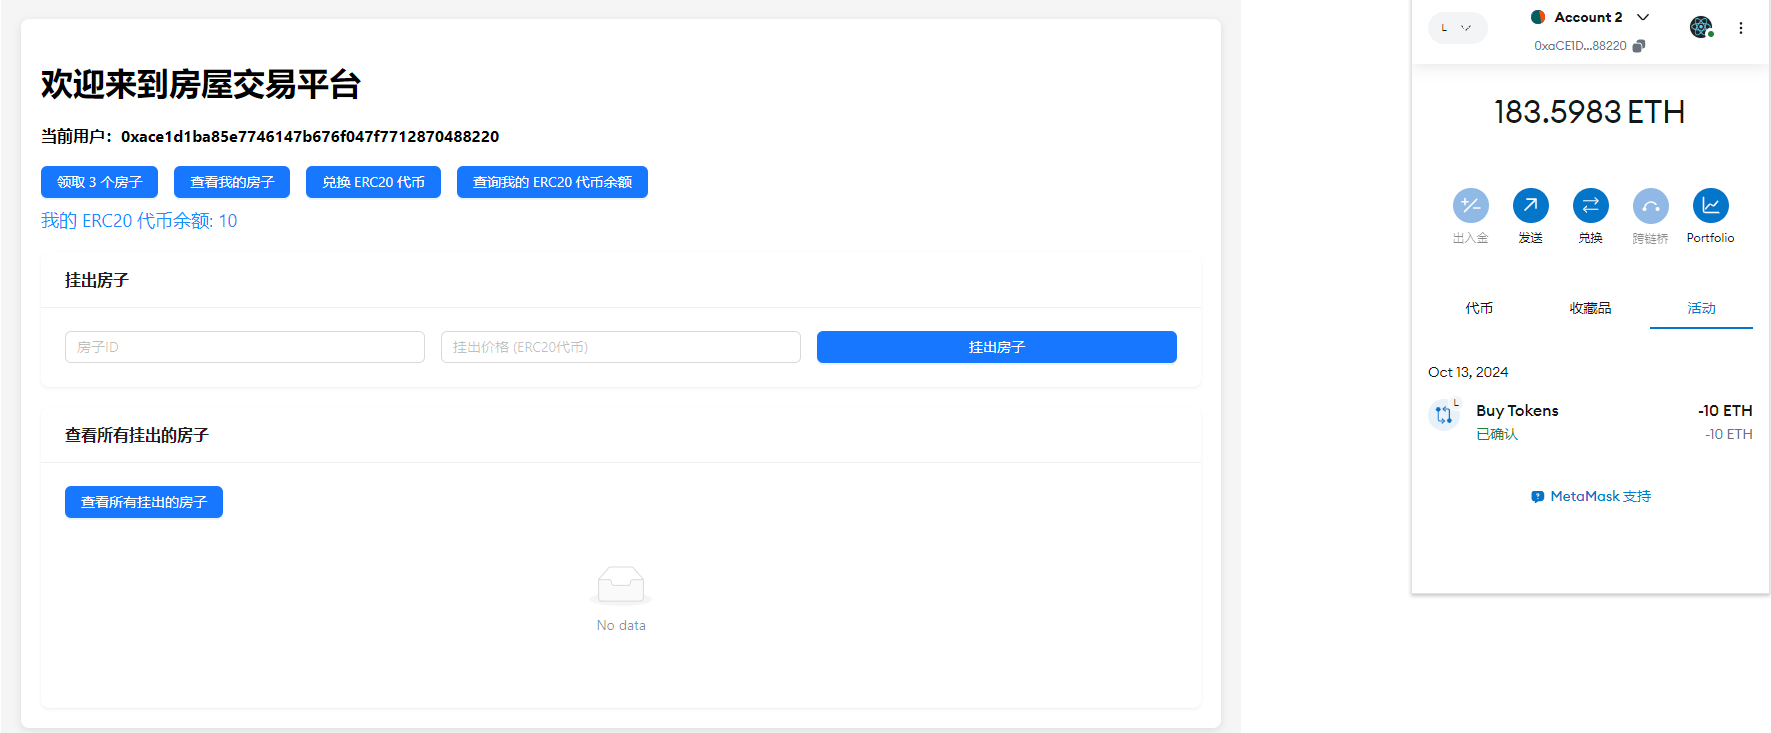 欢迎来到房屋交易平台
当前用户：0xace1d1ba85e7746147b676f047f7712870488220
领取 3 个房子
查看我的房子
兑换 ERC20 代币
查询我的 ERC20 代币余额
我的 ERC20 代币余额: 10
挂出房子
房子ID
挂出价格 (ERC20代币)
挂出房子
查看所有挂出的房子
查看所有挂出的房子
No data
L
Account 2
0xaCE1D...88220
183.5983 ETH
出入金
发送
兑换
跨链桥
Portfolio
代币
收藏品
活动
Oct 13, 2024
L
Buy Tokens
-10 ETH
已确认
-10 ETH
MetaMask 支持